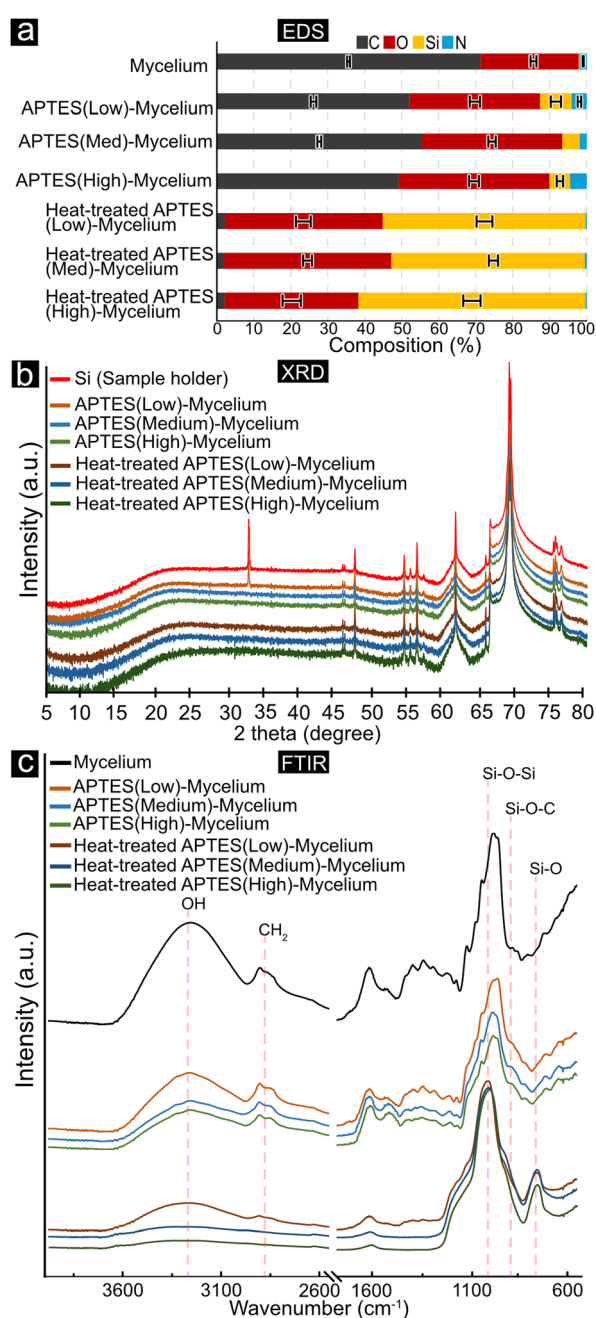 a
EDS
C O Si N
Mycelium
APTES(Low)-Mycelium
APTES(Med)-Mycelium
APTES(High)-Mycelium
Heat-treated APTES
(Low)-Mycelium
Heat-treated APTES
(Med)-Mycelium
Heat-treated APTES
(High)-Mycelium
0 10 20 30 40 50 60 70 80 90 100
Composition (%)
b
XRD
Si (Sample holder)
APTES(Low)-Mycelium
APTES(Medium)-Mycelium
APTES(High)-Mycelium
Heat-treated APTES(Low)-Mycelium
Heat-treated APTES(Medium)-Mycelium
Heat-treated APTES(High)-Mycelium
Intensity (a.u.)
5 10 15 20 25 30 35 40 45 50 55 60 65 70 75 80
2 theta (degree)
c
FTIR
Mycelium
APTES(Low)-Mycelium
APTES(Medium)-Mycelium
APTES(High)-Mycelium
Heat-treated APTES(Low)-Mycelium
Heat-treated APTES(Medium)-Mycelium
Heat-treated APTES(High)-Mycelium
Si-O-Si
Si-O-C
Si-O
OH
CH2
Intensity (a.u.)
3600 3100 2600 1600 1100 600
Wavenumber (cm-1)